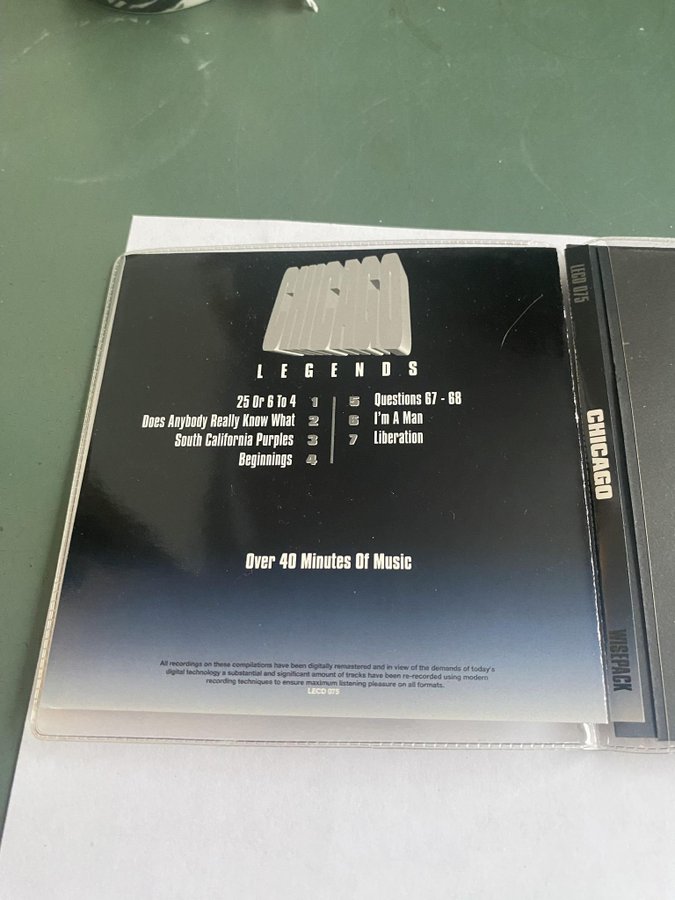 CHICAGO
LEGENDS
25 Or 6 To 4 1
Does Anybody Really Know What 2
South California Purples 3
Beginnings 4
5 Questions 67 - 68
6 I'm A Man
7 Liberation
Over 40 Minutes Of Music
All recordings on these compilations have been digitally remastered and in view of the demands of today's
digital technology a substantial and significant amount of tracks have been re-recorded using modern
recording techniques to ensure maximum listening pleasure on all formats.
LECD 075
LECD 075
CHICAGO
WISEPACK